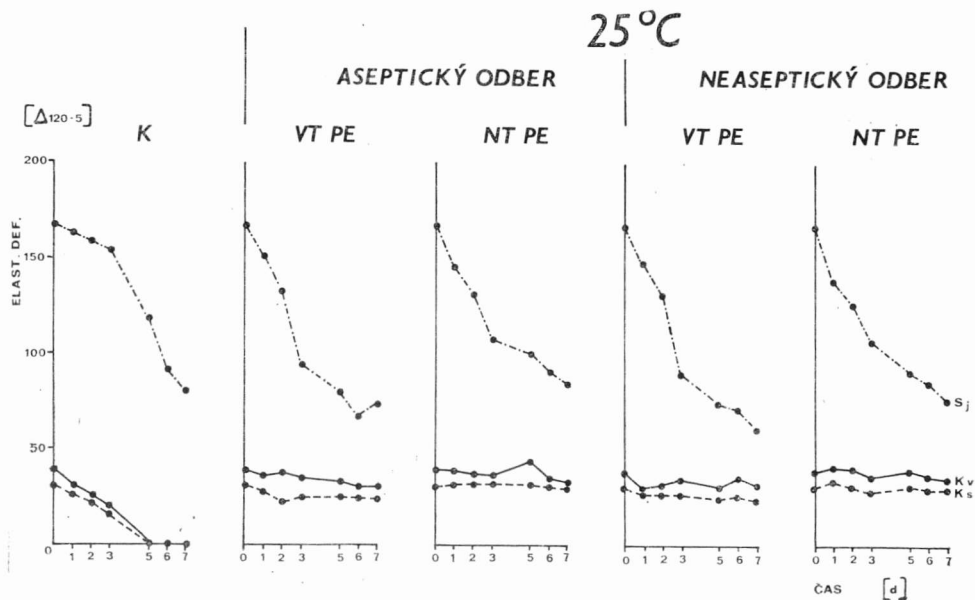 25°C
ASEPTICKÝ ODBER
NEASEPTICKÝ ODBER
[Δ120-5]
K
VT PE
NT PE
VT PE
NT PE
ELAST. DEF.
200
150
100
50
0
Sj
Kv
Ks
0 1 2 3 5 6 7
0 1 2 3 5 6 7
0 1 2 3 5 6 7
0 1 2 3 5 6 7
0 1 2 3 5 6 7
ČAS [d]